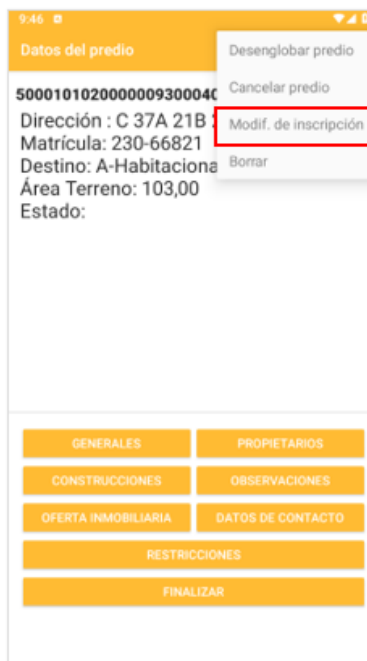 9:46
Datos del predio
Desenglobar predio
Cancelar predio
Modif. de inscripción
Borrar
Dirección : C 37A 21B
Matrícula: 230-66821
Destino: A-Habitaciona
Área Terreno: 103,00
Estado:
GENERALES
PROPIETARIOS
CONSTRUCCIONES
OBSERVACIONES
OFERTA INMOBILIARIA
DATOS DE CONTACTO
RESTRICCIONES
FINALIZAR